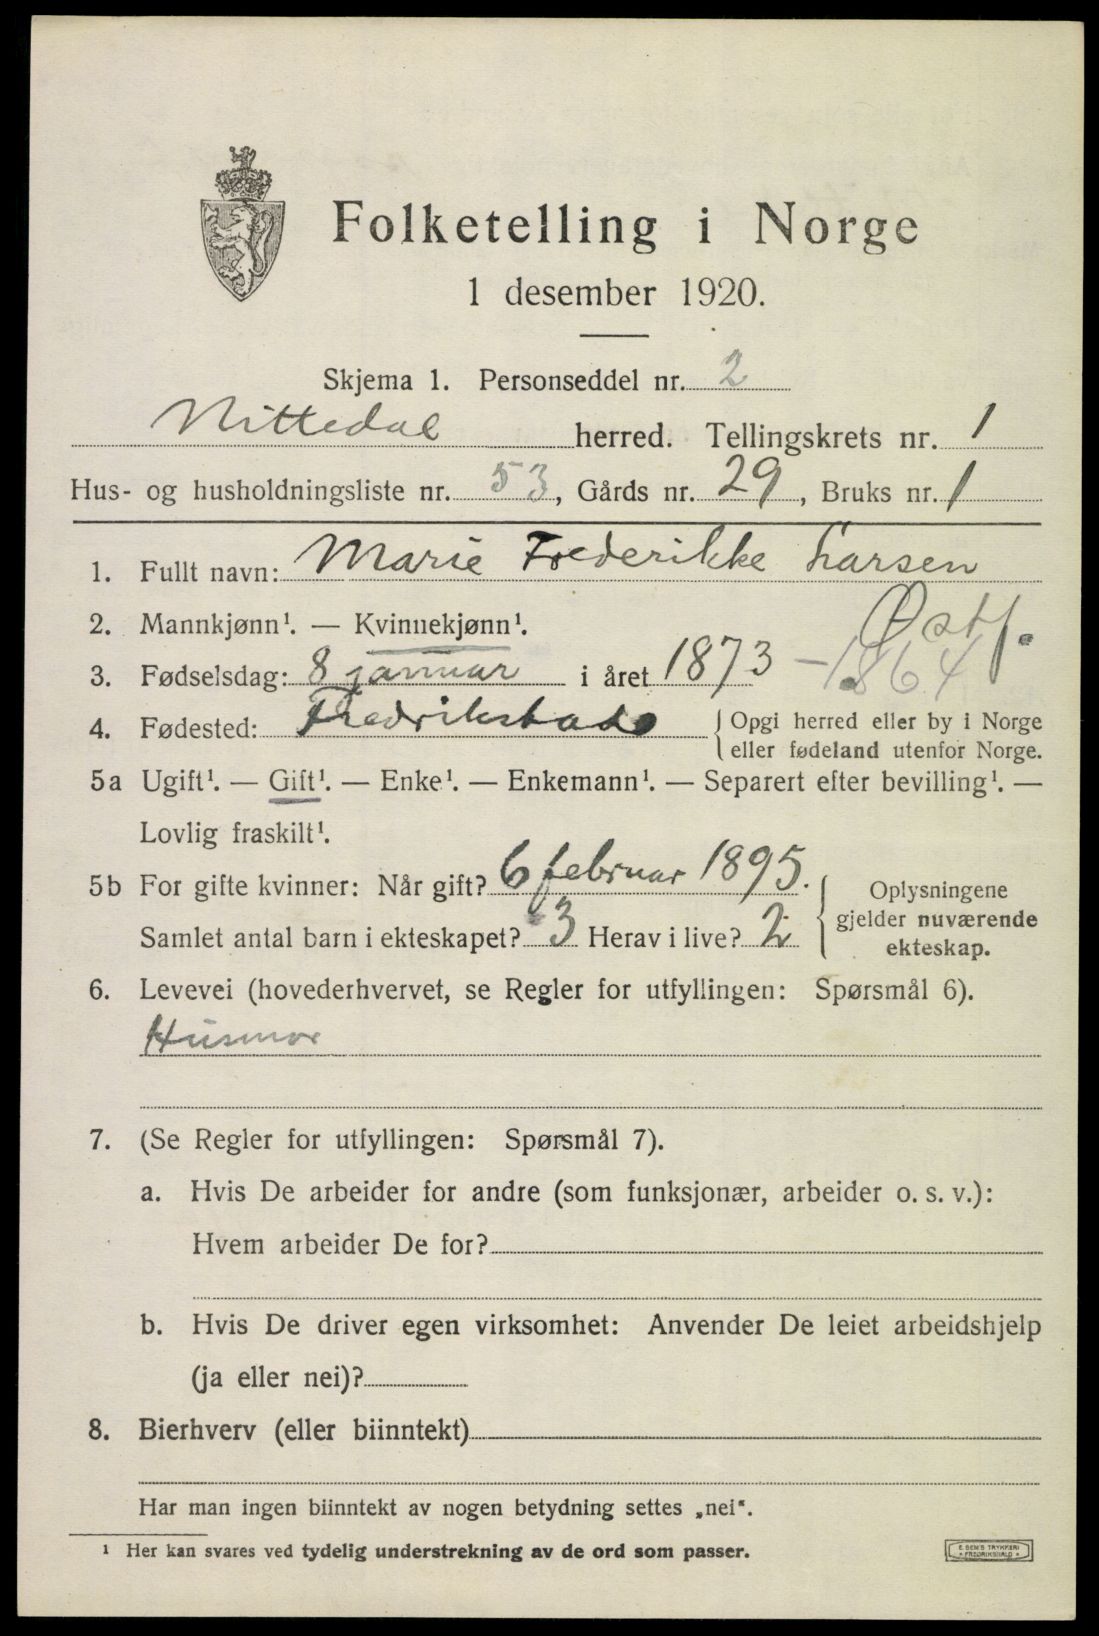 Folketelling i Norge
1 desember 1920.
Skjema 1. Personseddel nr. 2
Nittedal herred. Tellingskrets nr. 1
Hus- og husholdningsliste nr. 53, Gårds nr. 29, Bruks nr. 1
1. Fullt navn: Marie Frederikke Larsen
2. Mannkjønn¹. — Kvinnekjønn¹. Østf.
3. Fødselsdag: 8 januar i året 1873 - 1864
4. Fødested: Fredrikstad {Opgi herred eller by i Norge
eller fødeland utenfor Norge.
5a Ugift¹. — Gift¹. — Enke¹. — Enkemann¹. — Separert efter bevilling¹. —
Lovlig fraskilt¹.
5b For gifte kvinner: Når gift? 6 februar 1895. { Oplysningene
gjelder nuværende
Samlet antal barn i ekteskapet? 3 Herav i live? 2
ekteskap.
6. Levevei (hovederhvervet, se Regler for utfyllingen: Spørsmål 6).
Husmor
7. (Se Regler for utfyllingen: Spørsmål 7).
a. Hvis De arbeider for andre (som funksjonær, arbeider o. s. v.):
Hvem arbeider De for?
b. Hvis De driver egen virksomhet: Anvender De leiet arbeidshjelp
(ja eller nei)?
8. Bierhverv (eller biinntekt)
Har man ingen biinntekt av nogen betydning settes „nei".
¹ Her kan svares ved tydelig understrekning av de ord som passer.
E. SEM'S TRYKKERI
FREDRIKSHALD